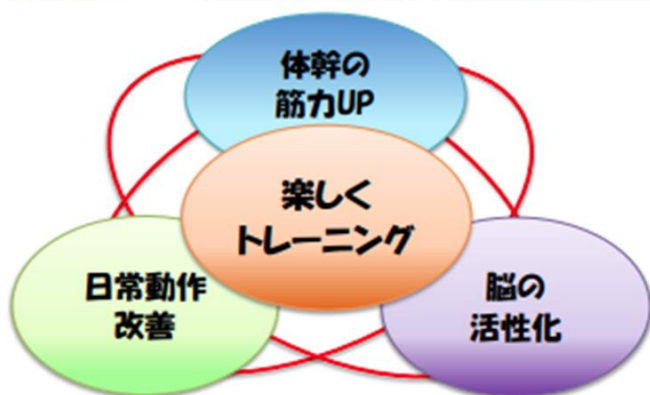 体幹の
筋力UP
楽しく
トレーニング
日常動作
改善
脳の
活性化